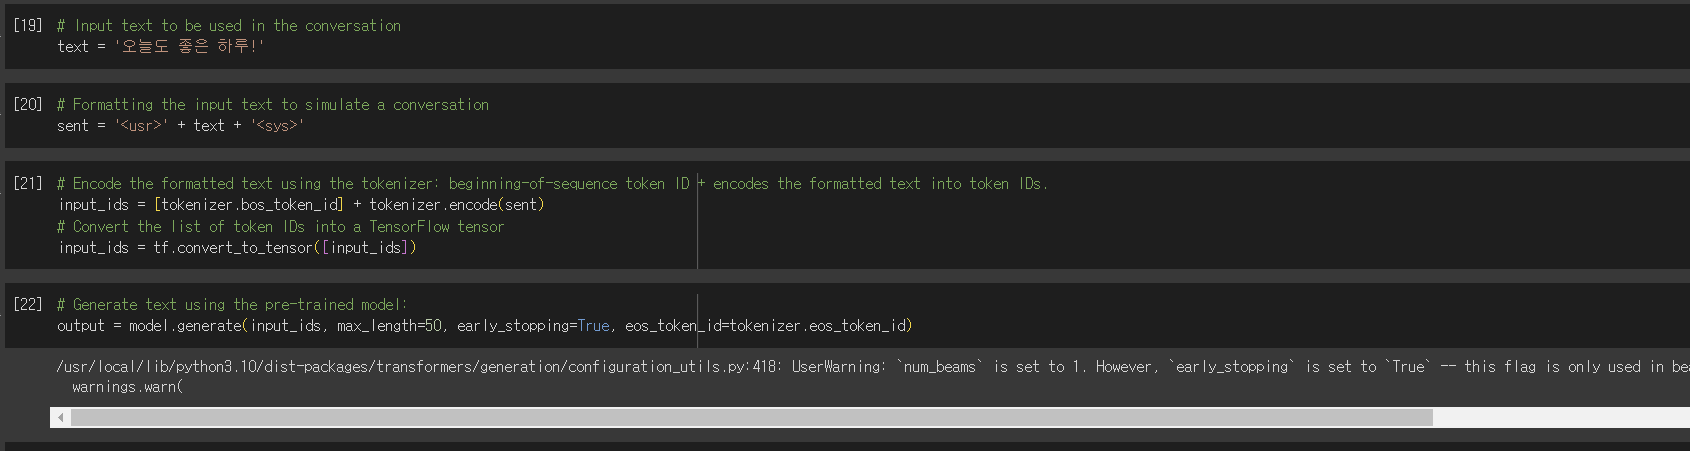 [19] # Input text to be used in the conversation
text = '오늘도 좋은 하루!'
[20] # Formatting the input text to simulate a conversation
sent = '<usr>' + text + '<sys>'
[21] # Encode the formatted text using the tokenizer: beginning-of-sequence token ID + encodes the formatted text into token IDs.
input_ids = [tokenizer.bos_token_id] + tokenizer.encode(sent)
# Convert the list of token IDs into a TensorFlow tensor
input_ids = tf.convert_to_tensor([input_ids])
[22] # Generate text using the pre-trained model:
output = model.generate(input_ids, max_length=50, early_stopping=True, eos_token_id=tokenizer.eos_token_id)
/usr/local/lib/python3.10/dist-packages/transformers/generation/configuration_utils.py:418: UserWarning: `num_beams` is set to 1. However, `early_stopping` is set to `True` -- this flag is only used in
warnings.warn(